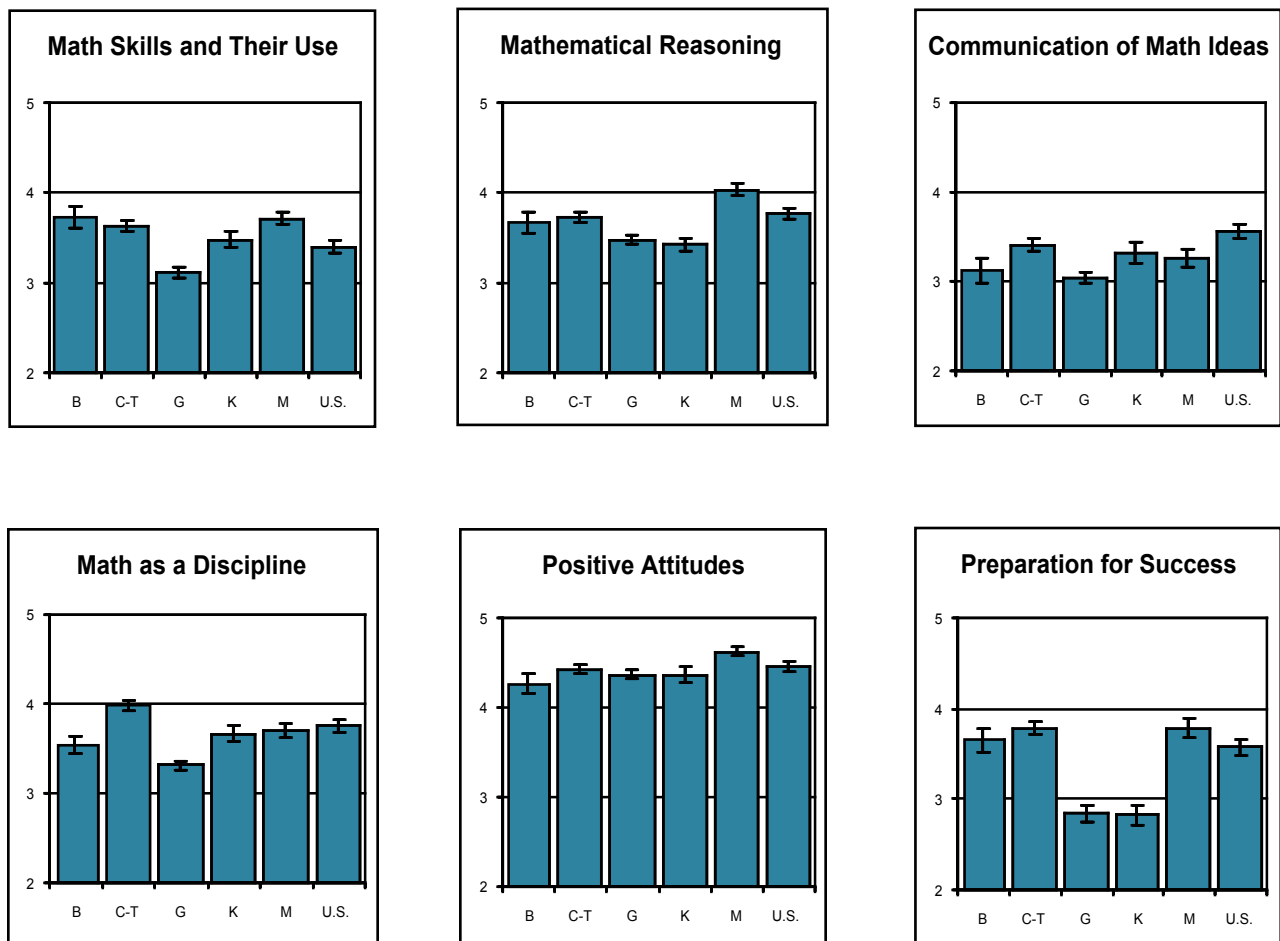 Math Skills and Their Use
5
4
3
2
B C-T G K M U.S.
Mathematical Reasoning
5
4
3
2
B C-T G K M U.S.
Communication of Math Ideas
5
4
3
2
B C-T G K M U.S.
Math as a Discipline
5
4
3
2
B C-T G K M U.S.
Positive Attitudes
5
4
3
2
B C-T G K M U.S.
Preparation for Success
5
4
3
2
B C-T G K M U.S.